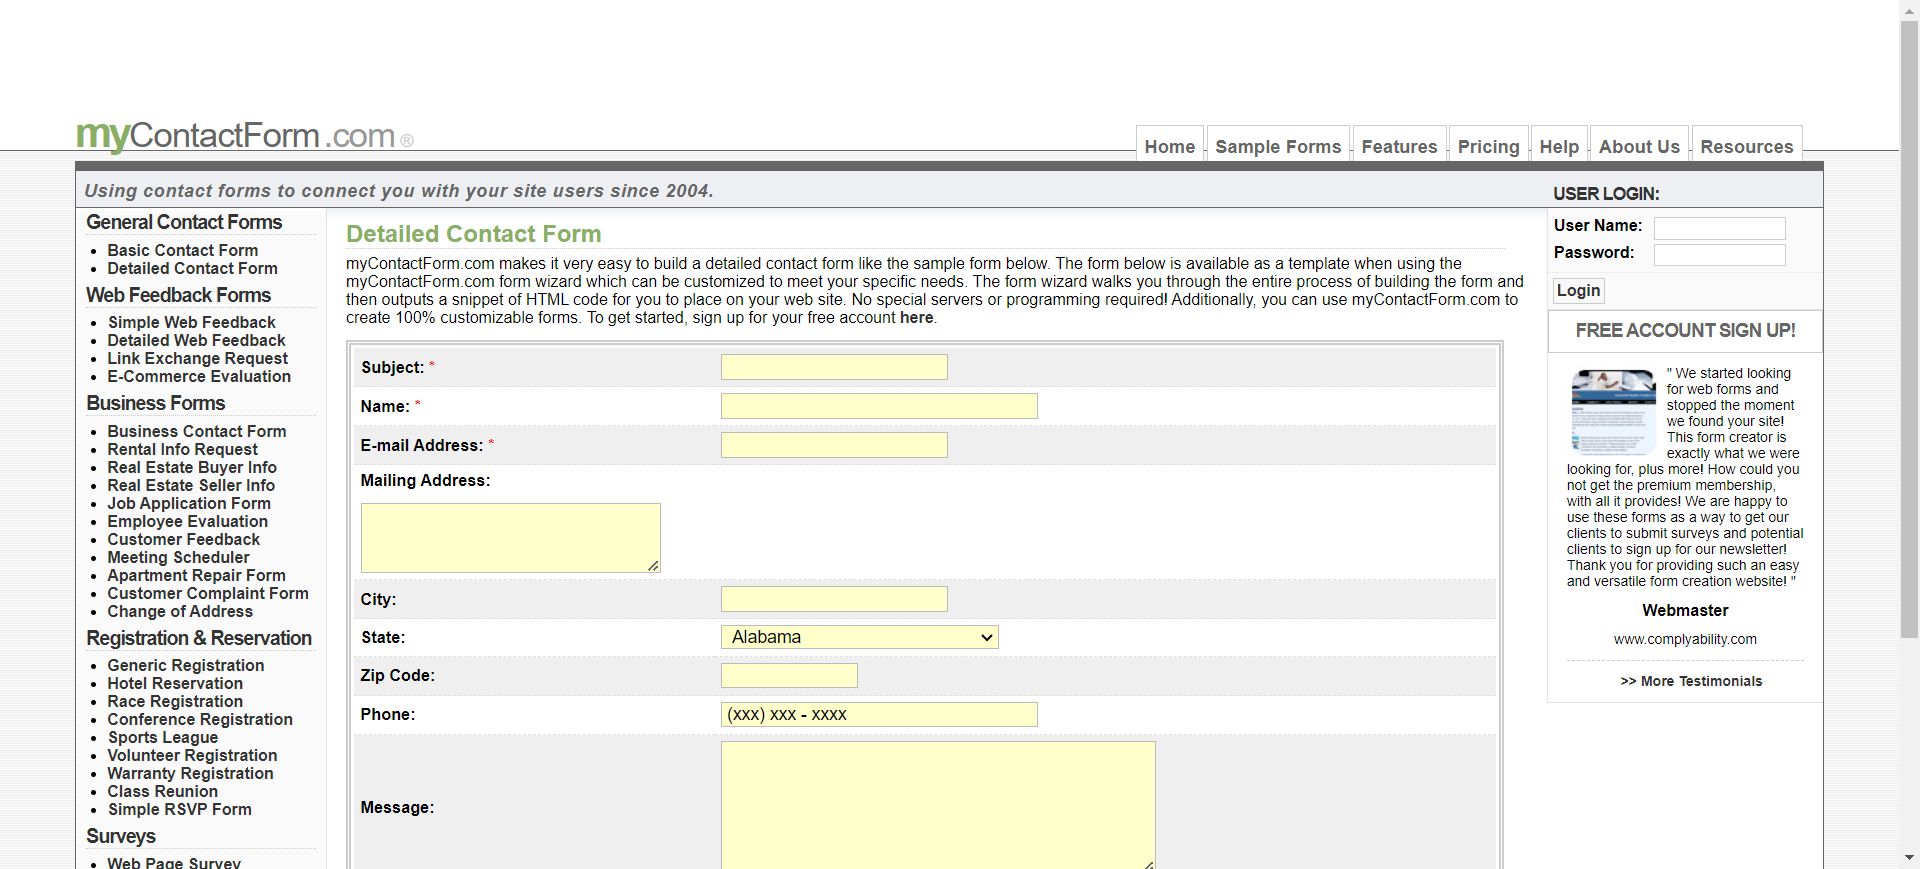 myContactForm.com®
Home
Sample Forms
Features
Pricing
Help
About Us
Resources
Using contact forms to connect you with your site users since 2004.
USER LOGIN:
General Contact Forms
Basic Contact Form
Detailed Contact Form
Web Feedback Forms
Simple Web Feedback
Detailed Web Feedback
Link Exchange Request
E-Commerce Evaluation
Business Forms
Business Contact Form
Rental Info Request
Real Estate Buyer Info
Real Estate Seller Info
Job Application Form
Employee Evaluation
Customer Feedback
Meeting Scheduler
Apartment Repair Form
Customer Complaint Form
Change of Address
Registration & Reservation
Generic Registration
Hotel Reservation
Race Registration
Conference Registration
Sports League
Volunteer Registration
Warranty Registration
Class Reunion
Simple RSVP Form
Surveys
Web Page Survey
Detailed Contact Form
myContactForm.com makes it very easy to build a detailed contact form like the sample form below. The form below is available as a template when using the
myContactForm.com form wizard which can be customized to meet your specific needs. The form wizard walks you through the entire process of building the form and
then outputs a snippet of HTML code for you to place on your web site. No special servers or programming required! Additionally, you can use myContactForm.com to
create 100% customizable forms. To get started, sign up for your free account here.
Subject: *
Name: *
E-mail Address: *
Mailing Address:
City:
State:
Alabama
Zip Code:
Phone:
(xxx) xxx - xxxx
Message:
User Name:
Password:
Login
FREE ACCOUNT SIGN UP!
" We started looking
for web forms and
stopped the moment
we found your site!
This form creator is
exactly what we were
looking for, plus more! How could you
not get the premium membership,
with all it provides! We are happy to
use these forms as a way to get our
clients to submit surveys and potential
clients to sign up for our newsletter!
Thank you for providing such an easy
and versatile form creation website! "
Webmaster
www.complyability.com
>> More Testimonials